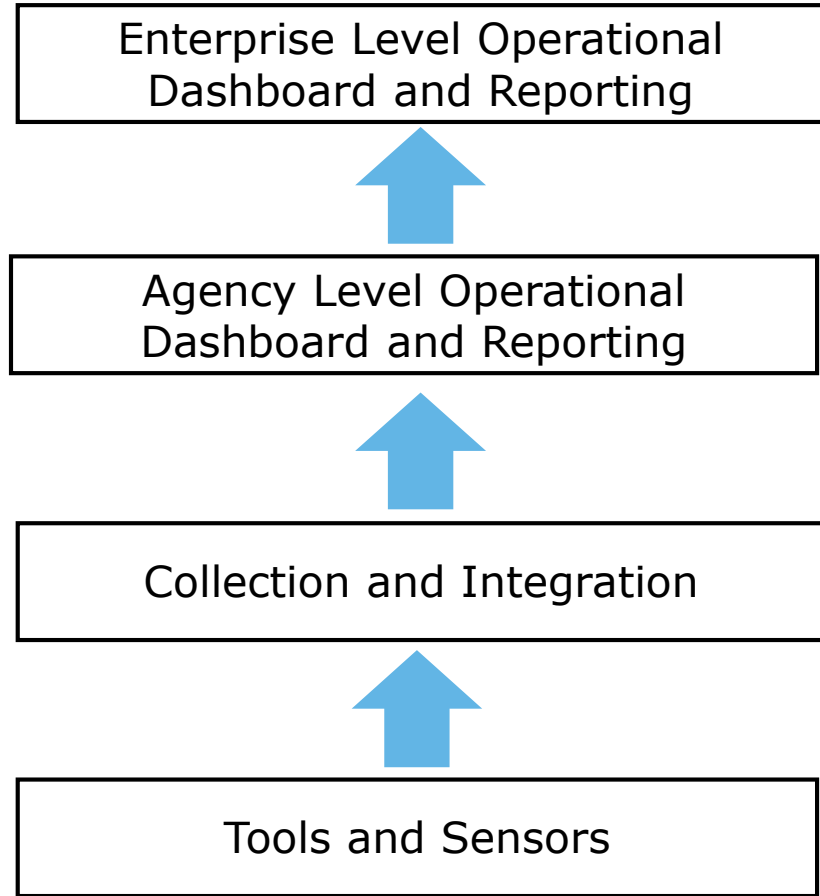 Enterprise Level Operational
Dashboard and Reporting
Agency Level Operational
Dashboard and Reporting
Collection and Integration
Tools and Sensors